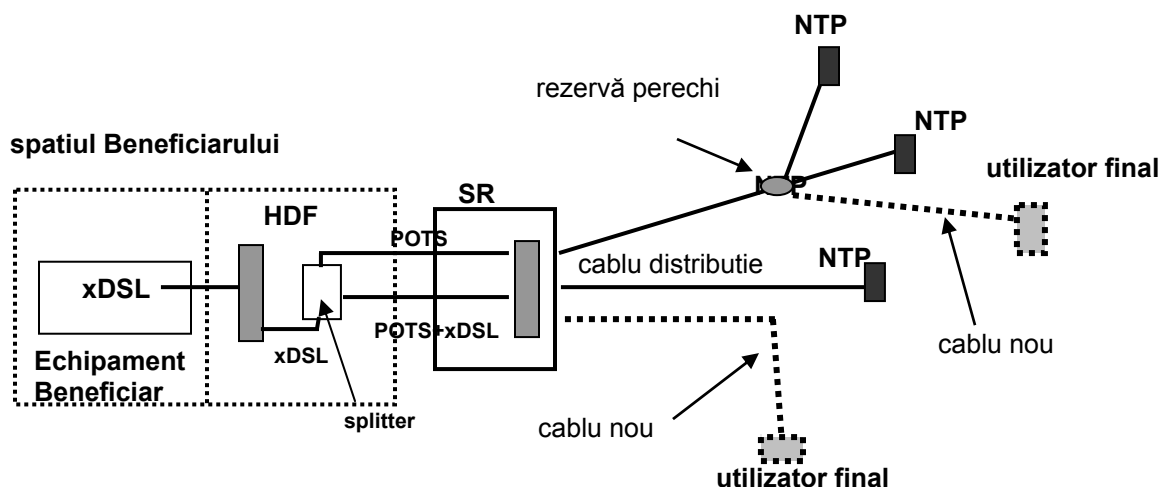 NTP
rezervă perechi
NTP
spatiul Beneficiarului
utilizator final
NTP
SR
HDF
POTS
cablu distributie
NTP
xDSL
POTS+xDSL
xDSL
cablu nou
Echipament
Beneficiar
splitter
cablu nou
utilizator final